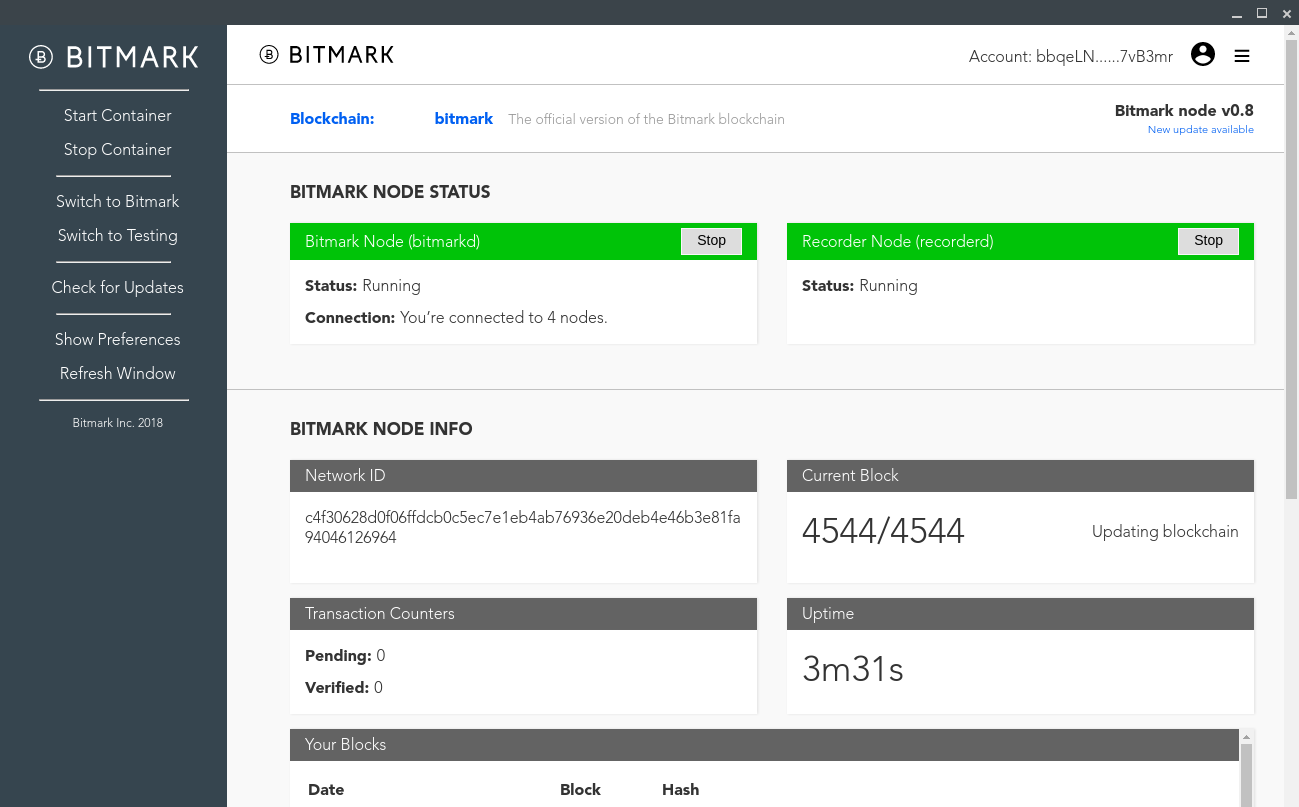 BITMARK
Start Container
Stop Container
Switch to Bitmark
Switch to Testing
Check for Updates
Show Preferences
Refresh Window
Bitmark Inc. 2018
BITMARK
Account: bbqeLN......7vB3mr
Blockchain: bitmark The official version of the Bitmark blockchain
Bitmark node v0.8
New update available
BITMARK NODE STATUS
Bitmark Node (bitmarkd) Stop
Status: Running
Connection: You're connected to 4 nodes.
Recorder Node (recorderd) Stop
Status: Running
BITMARK NODE INFO
Network ID
c4f30628d0f06ffdcb0c5ec7e1eb4ab76936e20deb4e46b3e81fa
94046126964
Current Block
4544/4544 Updating blockchain
Transaction Counters
Pending: 0
Verified: 0
Uptime
3m31s
Your Blocks
Date Block Hash